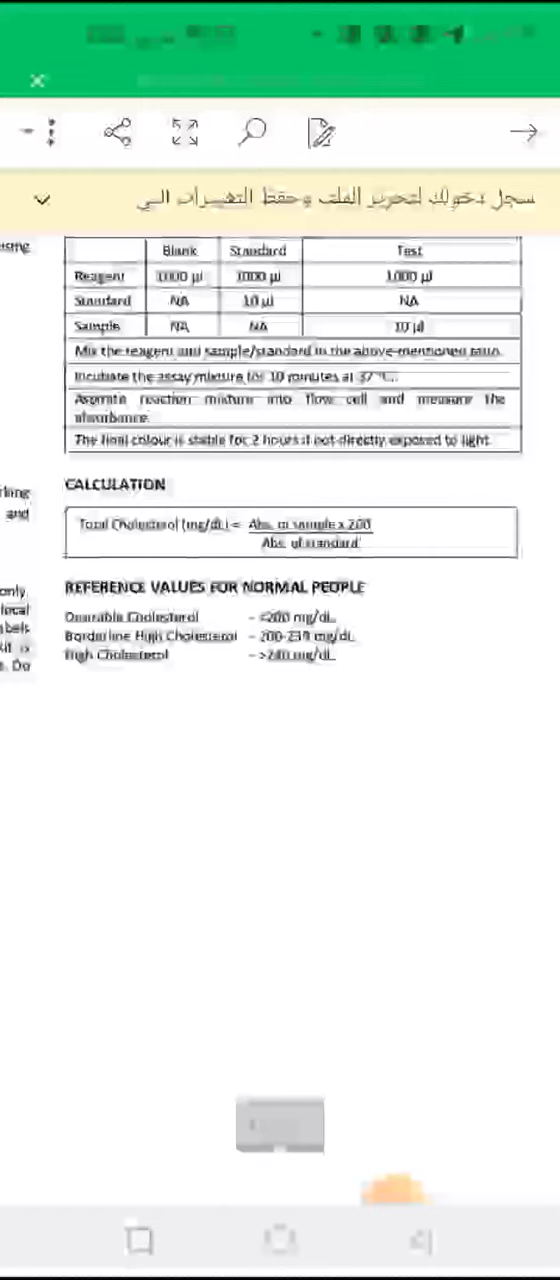 سجل دخولك لتحرير الملف وحفظ التغييرات التي
Blank Standard Test
Reagent 1000 µl 1000 µl 1000 µl
Standard NA 10 µl NA
Sample NA NA 10 µl
Mix the reagent and sample/standard in the above-mentioned ratio.
Incubate the assay mixture for 10 minutes at 37°C.
Aspirate reaction mixture into flow cell and measure the
absorbance.
The final colour is stable for 2 hours if not directly exposed to light.
and
CALCULATION
Total Cholesterol (mg/dL) = Abs. of sample x 200
Abs. of standard
only
local
REFERENCE VALUES FOR NORMAL PEOPLE
Desirable Cholesterol - <200 mg/dL
Borderline High Cholesterol - 200-239 mg/dL
High Cholesterol - >240 mg/dL
Do